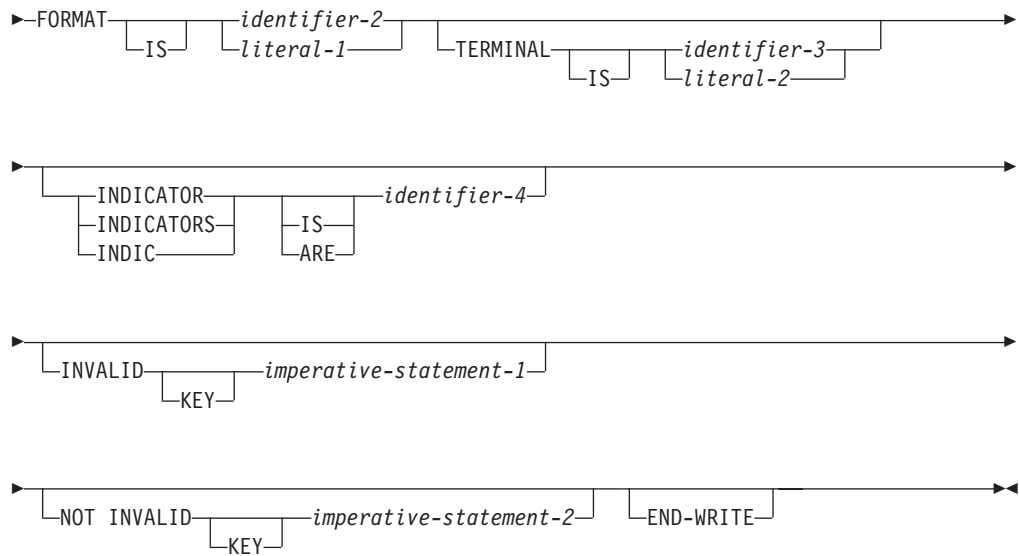 FORMAT identifier-2
IS literal-1 TERMINAL identifier-3
IS literal-2
INDICATOR identifier-4
INDICATORS IS
INDIC ARE
INVALID imperative-statement-1
KEY
NOT INVALID imperative-statement-2 END-WRITE
KEY